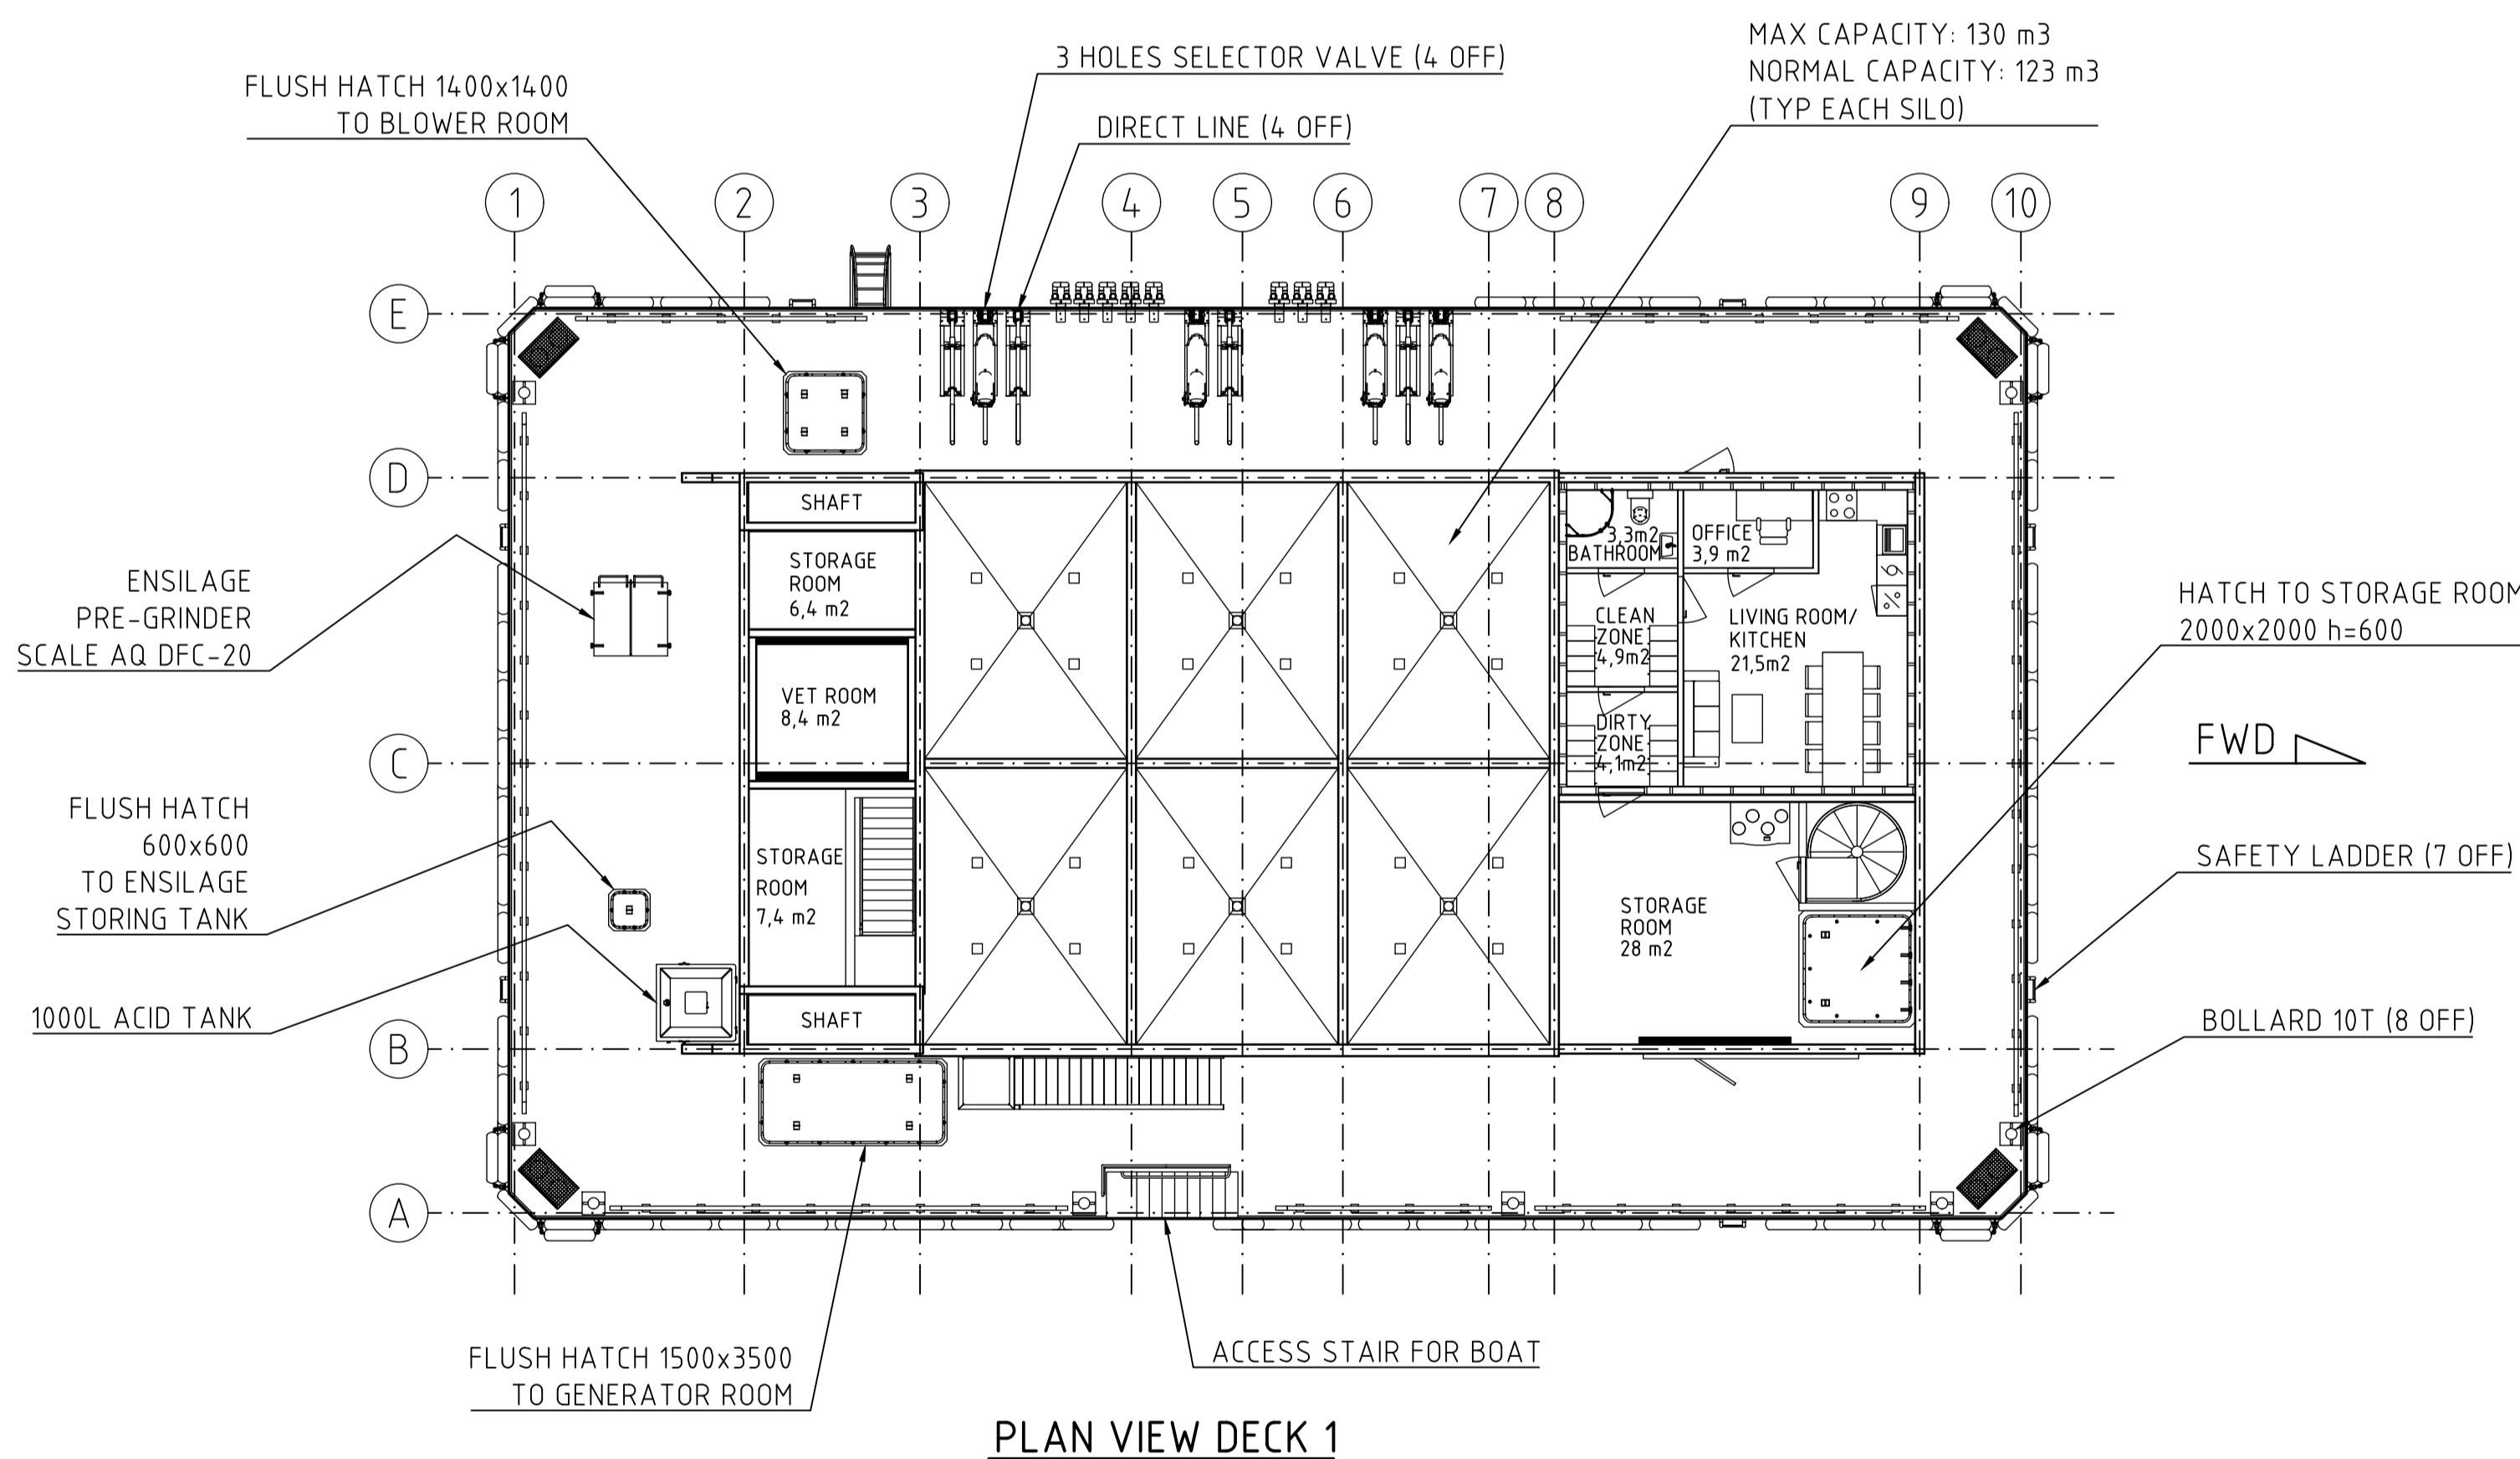 MAX CAPACITY: 130 m3
NORMAL CAPACITY: 123 m3
(TYP EACH SILO)
3 HOLES SELECTOR VALVE (4 OFF)
DIRECT LINE (4 OFF)
FLUSH HATCH 1400x1400
TO BLOWER ROOM
1
2
3
4
5
6
7
8
9
10
E
D
C
B
A
ENSILAGE
PRE-GRINDER
SCALE AQ DFC-20
FLUSH HATCH
600x600
TO ENSILAGE
STORING TANK
1000L ACID TANK
SHAFT
STORAGE
ROOM
6,4 m2
VET ROOM
8,4 m2
STORAGE
ROOM
7,4 m2
SHAFT
3,3m2
BATHROOM
OFFICE
3,9 m2
CLEAN
ZONE
4,9m2
LIVING ROOM/
KITCHEN
21,5m2
DIRTY
ZONE
4,1m2
STORAGE
ROOM
28 m2
HATCH TO STORAGE ROOM
2000x2000 h=600
FWD
SAFETY LADDER (7 OFF)
BOLLARD 10T (8 OFF)
FLUSH HATCH 1500x3500
TO GENERATOR ROOM
ACCESS STAIR FOR BOAT
PLAN VIEW DECK 1